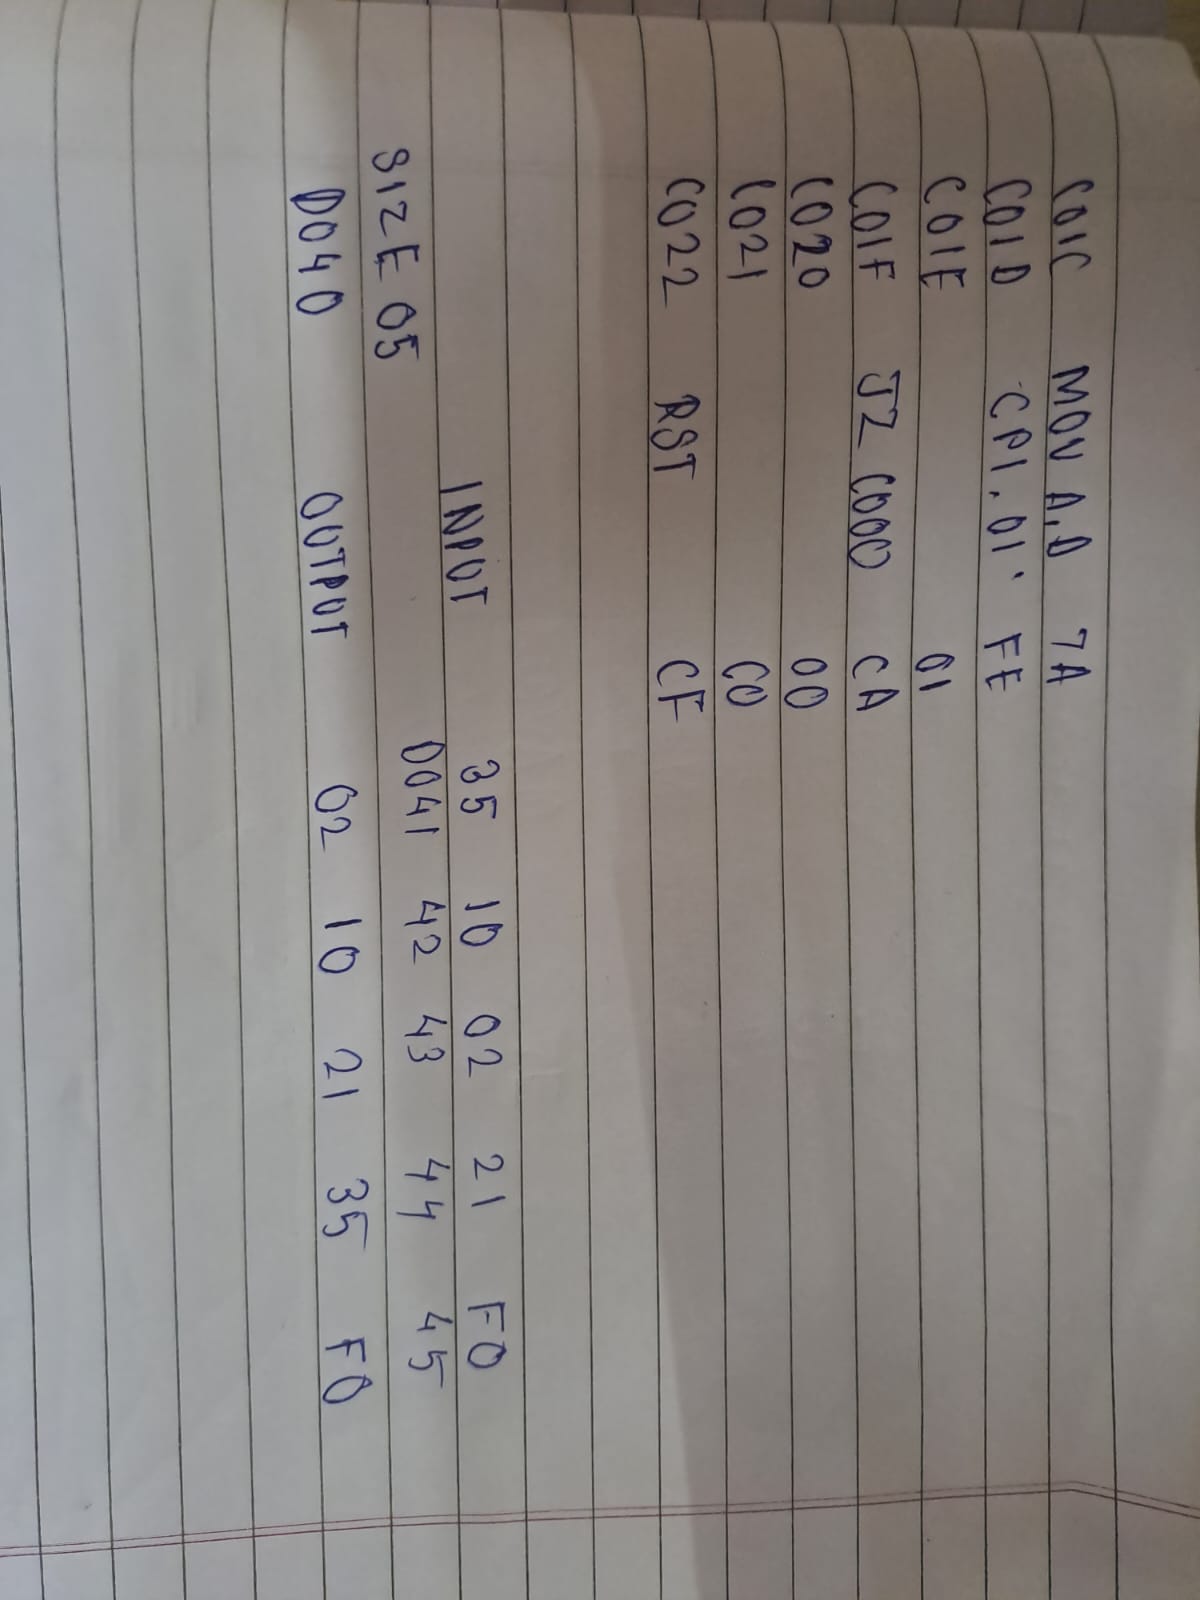 C01C MOV A,D 7A
C01D CPI, 01. FE
C01E 01
C01F JZ C000 CA
C020 00
C021 C0
C022 RST CF
INPUT 35 10 02 21 F0
SIZE 05 D041 42 43 44 45
D040 OUTPUT 02 10 21 35 F0